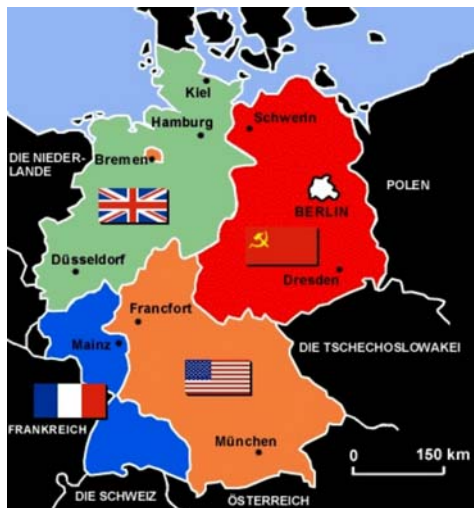 Kiel
Hamburg
Schwerin
DIE NIEDER-
LANDE
Bremen
POLEN
BERLIN
Düsseldorf
Dresden
Francfort
Mainz
DIE TSCHECHOSLOWAKEI
FRANKREICH
München
0 150 km
DIE SCHWEIZ
ÖSTERREICH